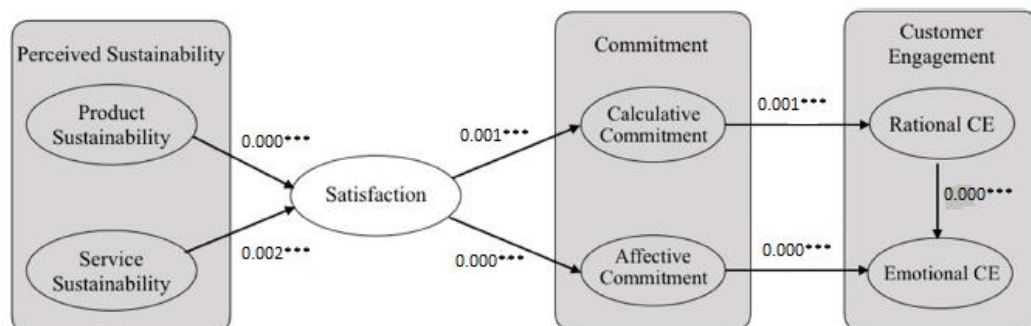 Perceived Sustainability
Product
Sustainability
Service
Sustainability
0.000***
0.002***
Satisfaction
0.001***
0.000***
Commitment
Calculative
Commitment
Affective
Commitment
0.001***
0.000***
Customer
Engagement
Rational CE
0.000***
Emotional CE